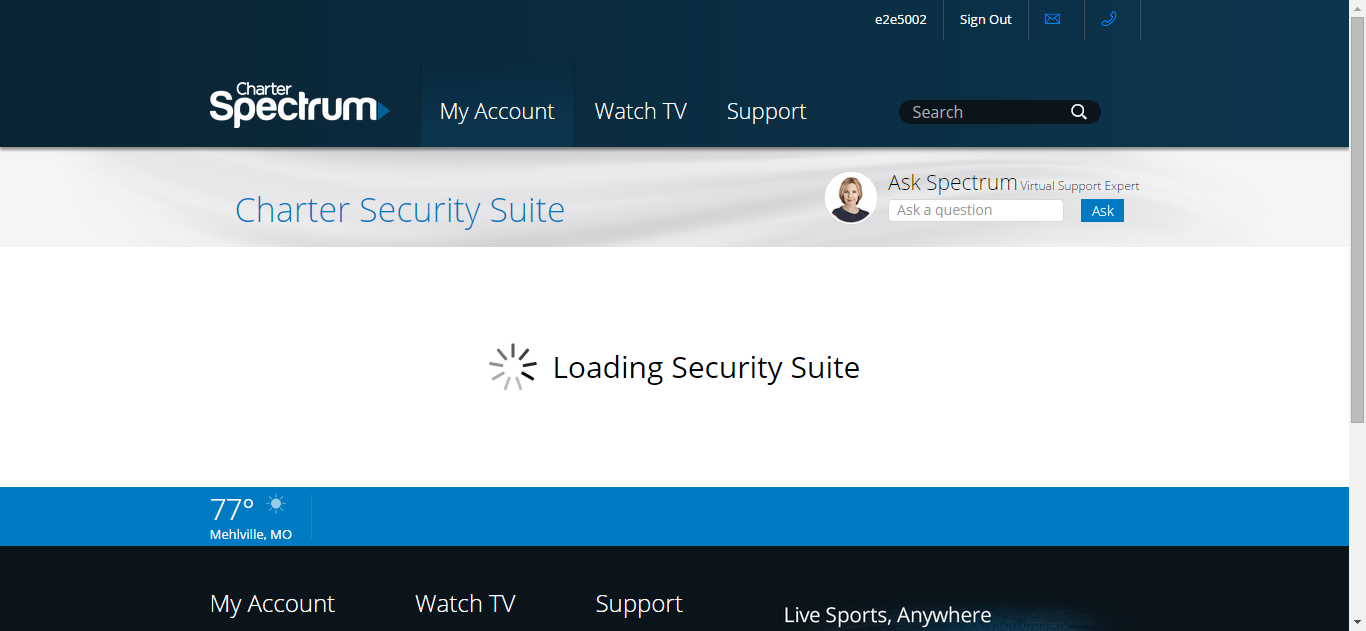 e2e5002 Sign Out
Charter
Spectrum
My Account Watch TV Support Search
Charter Security Suite
Ask Spectrum Virtual Support Expert
Ask a question Ask
Loading Security Suite
77°
Mehlville, MO
My Account Watch TV Support
Live Sports, Anywhere